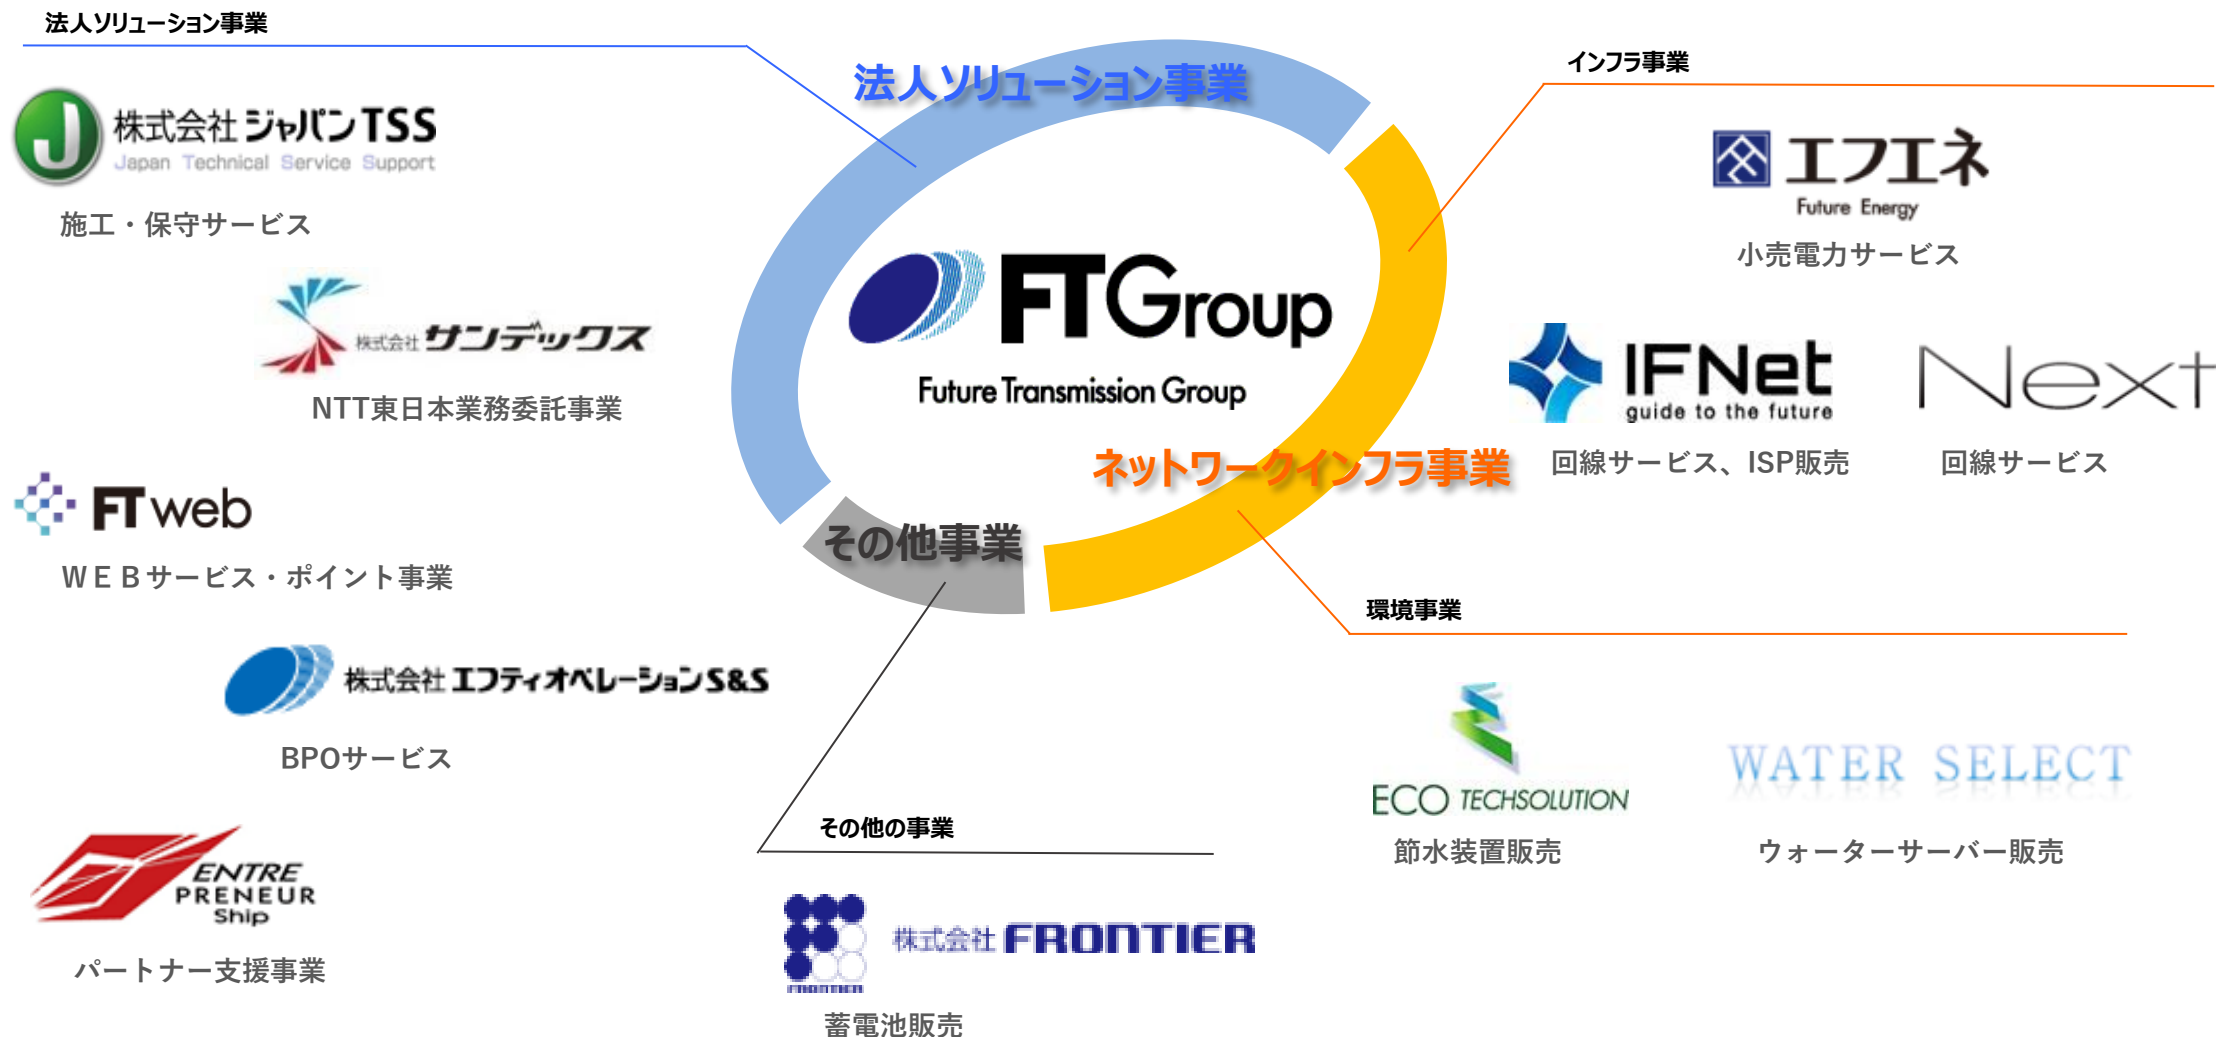 法人ソリューション事業
株式会社 ジャパンTSS
Japan Technical Service Support
施工・保守サービス
株式会社 サンデックス
NTT東日本業務委託事業
FTweb
ＷＥＢサービス・ポイント事業
株式会社 エフティオペレーションS&S
BPOサービス
ENTRE
PRENEUR
Ship
パートナー支援事業
法人ソリューション事業
FTGroup
Future Transmission Group
ネットワークインフラ事業
その他事業
インフラ事業
エフエネ
Future Energy
小売電力サービス
IFNet
guide to the future
回線サービス、ISP販売
Next
回線サービス
環境事業
ECO TECHSOLUTION
節水装置販売
WATER SELECT
ウォーターサーバー販売
その他の事業
FRONTIER
株式会社 FRONTIER
蓄電池販売